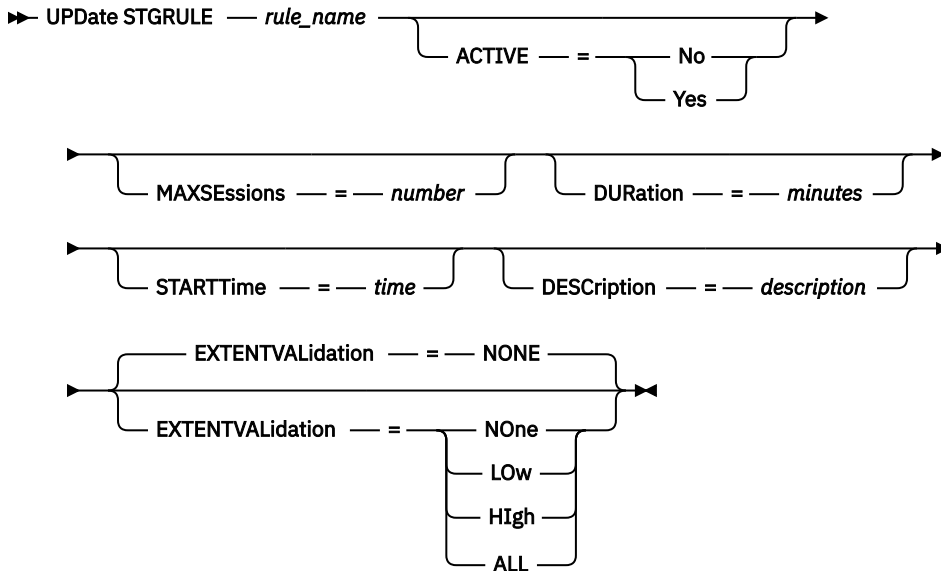 UPDate STGRULE — rule_name
ACTIVE — = — No
Yes
MAXSEssions — = — number
DURation — = — minutes
STARTTime — = — time
DESCription — = — description
EXTENTVALidation — = — NONE
EXTENTVALidation — = — NOne
LOw
HIgh
ALL